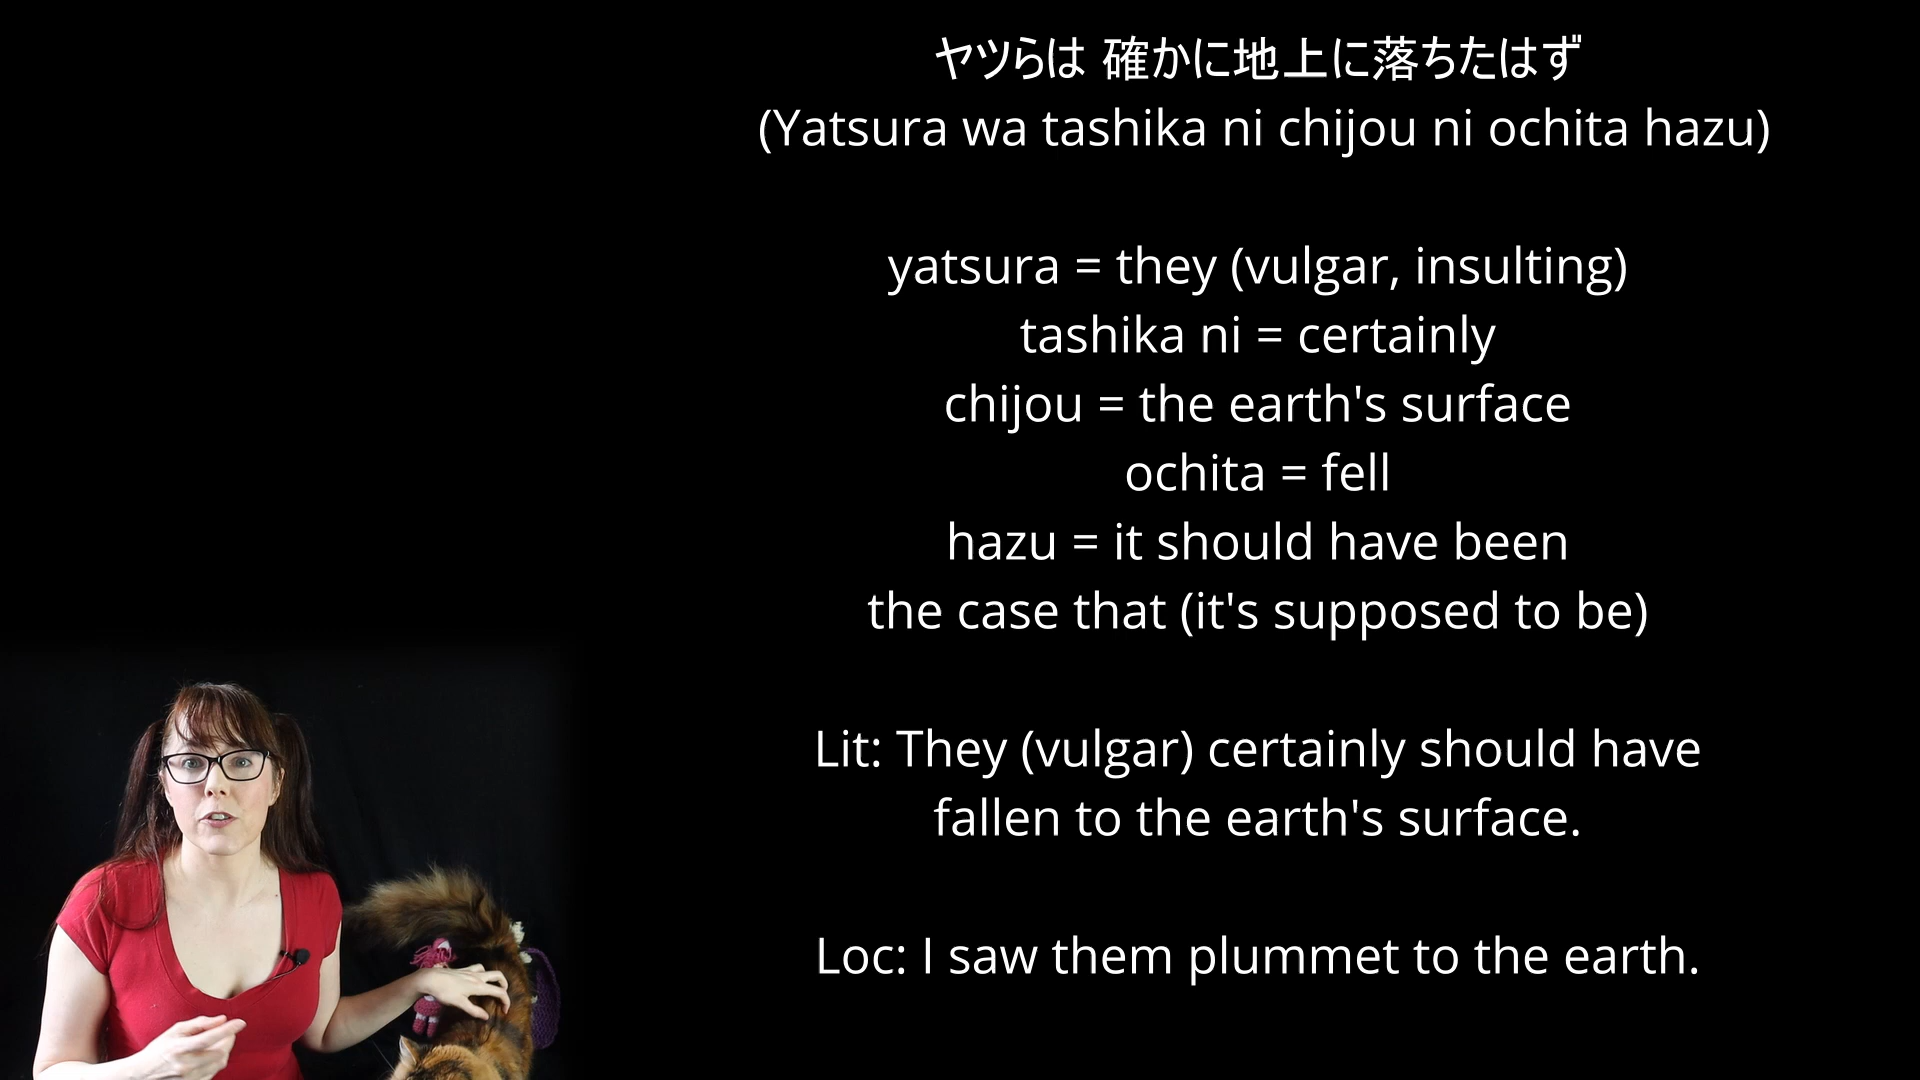 ヤツらは 確かに地上に落ちたはず
(Yatsura wa tashika ni chijou ni ochita hazu)
yatsura = they (vulgar, insulting)
tashika ni = certainly
chijou = the earth's surface
ochita = fell
hazu = it should have been
the case that (it's supposed to be)
Lit: They (vulgar) certainly should have
fallen to the earth's surface.
Loc: I saw them plummet to the earth.